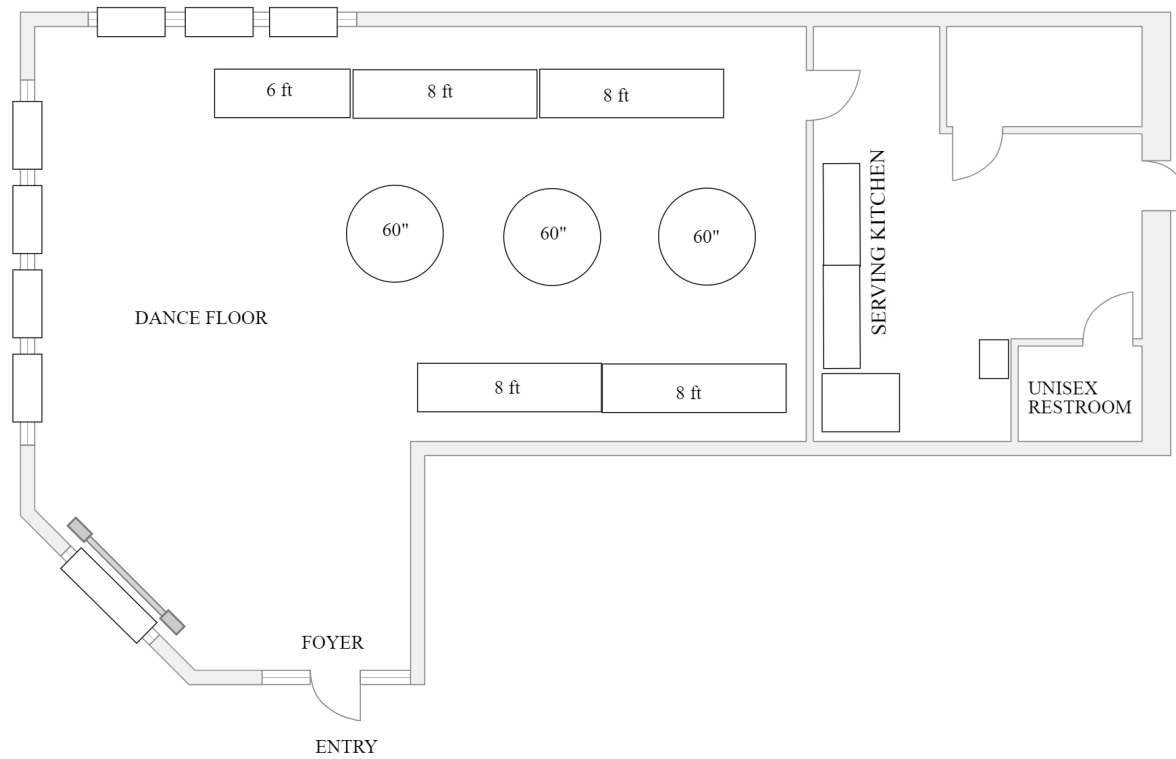 6 ft
8 ft
8 ft
60"
60"
60"
SERVING KITCHEN
DANCE FLOOR
8 ft
8 ft
UNISEX
RESTROOM
FOYER
ENTRY